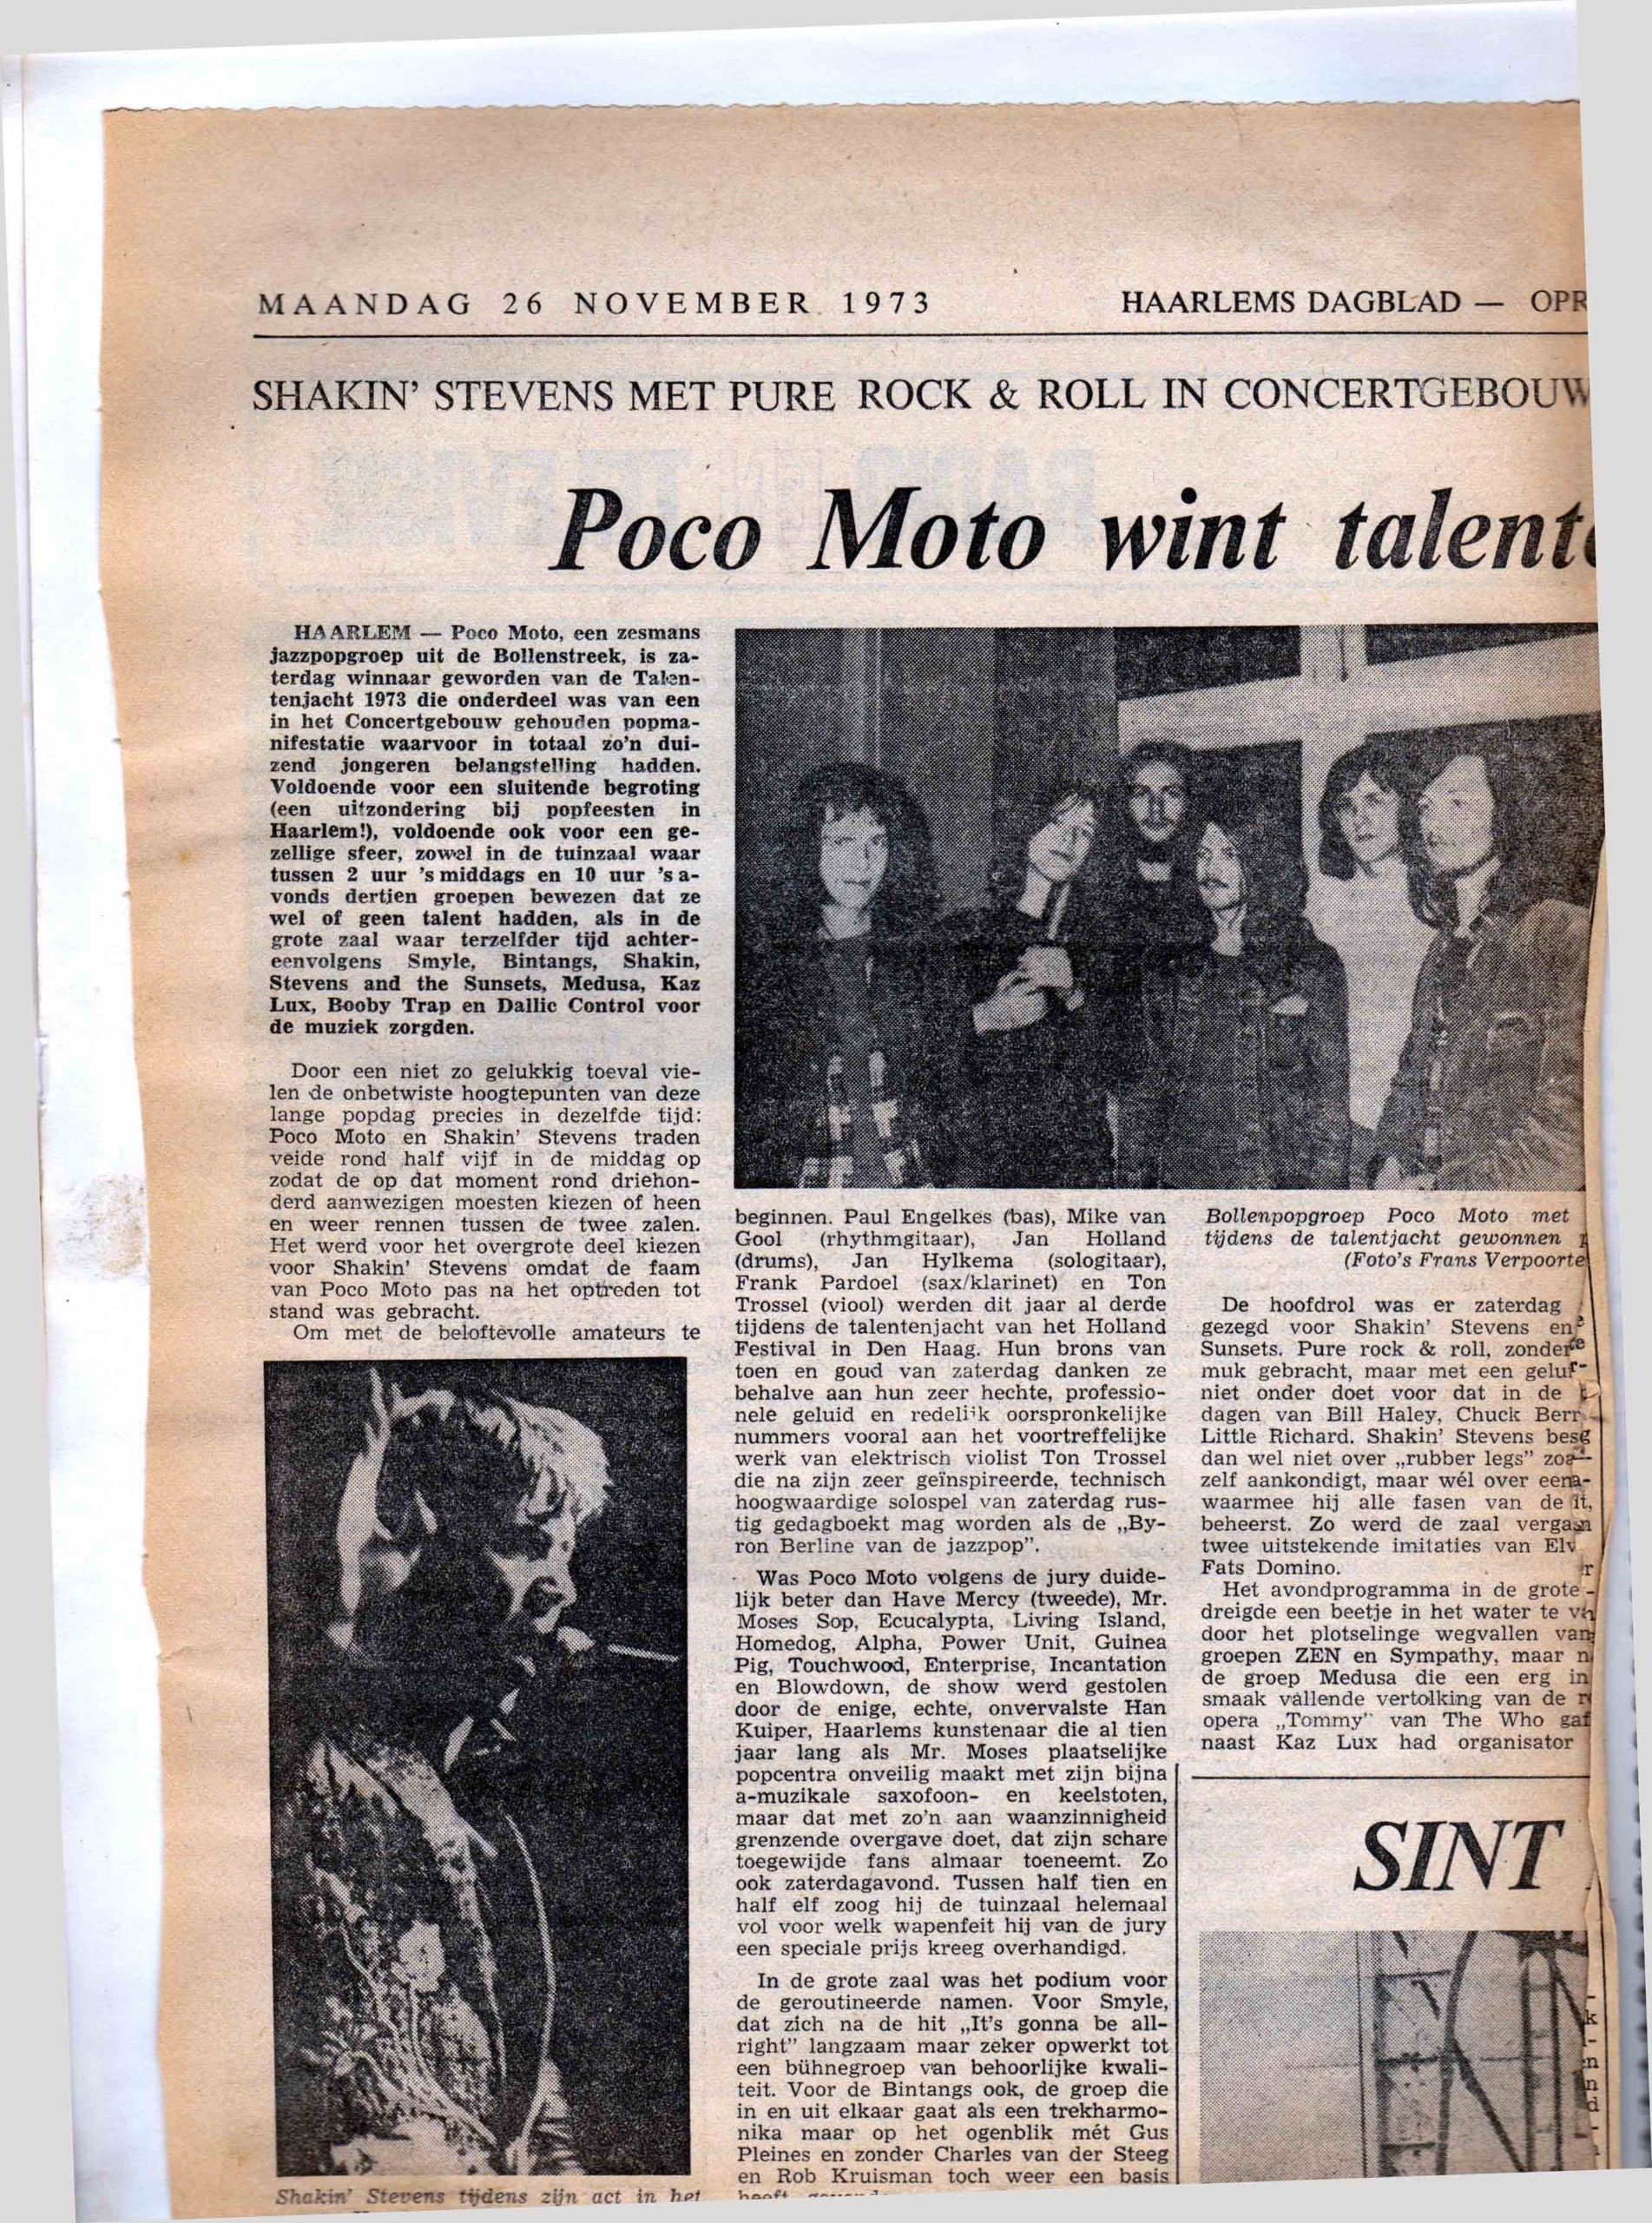 MAANDAG 26 NOVEMBER 1973
HAARLEMS DAGBLAD — OPR
SHAKIN' STEVENS MET PURE ROCK & ROLL IN CONCERTGEBOUW
Poco Moto wint talent
HAARLEM — Poco Moto, een zesmans
jazzpopgroep uit de Bollenstreek, is za-
terdag winnaar geworden van de Talen-
tenjacht 1973 die onderdeel was van een
in het Concertgebouw gehouden popma-
nifestatie waarvoor in totaal zo'n dui-
zend jongeren belangstelling hadden.
Voldoende voor een sluitende begroting
(een uitzondering bij popfeesten in
Haarlem!), voldoende ook voor een ge-
zellige sfeer, zowel in de tuinzaal waar
tussen 2 uur 's middags en 10 uur 's a-
vonds dertien groepen bewezen dat ze
wel of geen talent hadden, als in de
grote zaal waar terzelfder tijd achter-
eenvolgens Smyle, Bintangs, Shakin,
Stevens and the Sunsets, Medusa, Kaz
Lux, Booby Trap en Dallic Control voor
de muziek zorgden.
Door een niet zo gelukkig toeval vie-
len de onbetwiste hoogtepunten van deze
lange popdag precies in dezelfde tijd:
Poco Moto en Shakin' Stevens traden
veide rond half vijf in de middag op
zodat de op dat moment rond driehon-
derd aanwezigen moesten kiezen of heen
en weer rennen tussen de twee zalen.
Het werd voor het overgrote deel kiezen
voor Shakin' Stevens omdat de faam
van Poco Moto pas na het optreden tot
stand was gebracht.
Om met de beloftevolle amateurs te
Shakin' Stevens tijdens zijn act in het
beginnen. Paul Engelkes (bas), Mike van
Gool (rhythmgitaar), Jan Holland
(drums), Jan Hylkema (sologitaar),
Frank Pardoel (sax/klarinet) en Ton
Trossel (viool) werden dit jaar al derde
tijdens de talentenjacht van het Holland
Festival in Den Haag. Hun brons van
toen en goud van zaterdag danken ze
behalve aan hun zeer hechte, professio-
nele geluid en redelijk oorspronkelijke
nummers vooral aan het voortreffelijke
werk van elektrisch violist Ton Trossel
die na zijn zeer geïnspireerde, technisch
hoogwaardige solospel van zaterdag rus-
tig gedagboekt mag worden als de „By-
ron Berline van de jazzpop".
Was Poco Moto volgens de jury duide-
lijk beter dan Have Mercy (tweede), Mr.
Moses Sop, Ecucalypta, Living Island,
Homedog, Alpha, Power Unit, Guinea
Pig, Touchwood, Enterprise, Incantation
en Blowdown, de show werd gestolen
door de enige, echte, onvervalste Han
Kuiper, Haarlems kunstenaar die al tien
jaar lang als Mr. Moses plaatselijke
popcentra onveilig maakt met zijn bijna
a-muzikale saxofoon- en keelstoten,
maar dat met zo'n aan waanzinnigheid
grenzende overgave doet, dat zijn schare
toegewijde fans almaar toeneemt. Zo
ook zaterdagavond. Tussen half tien en
half elf zoog hij de tuinzaal helemaal
vol voor welk wapenfeit hij van de jury
een speciale prijs kreeg overhandigd.
In de grote zaal was het podium voor
de geroutineerde namen. Voor Smyle,
dat zich na de hit „It's gonna be all-
right" langzaam maar zeker opwerkt tot
een bühnegroep van behoorlijke kwali-
teit. Voor de Bintangs ook, de groep die
in en uit elkaar gaat als een trekharmo-
nika maar op het ogenblik mét Gus
Pleines en zonder Charles van der Steeg
en Rob Kruisman toch weer een basis
Bollenpopgroep Poco Moto met
tijdens de talentjacht gewonnen
(Foto's Frans Verpoorte
De hoofdrol was er zaterdag
gezegd voor Shakin' Stevens en
Sunsets. Pure rock & roll, zonder
muk gebracht, maar met een gelu
niet onder doet voor dat in de
dagen van Bill Haley, Chuck Berr
Little Richard. Shakin' Stevens bes
dan wel niet over „rubber legs" zoa
zelf aankondigt, maar wél over een
waarmee hij alle fasen van de
beheerst. Zo werd de zaal verga
twee uitstekende imitaties van Elv
Fats Domino.
Het avondprogramma in de grote
dreigde een beetje in het water te v
door het plotselinge wegvallen van
groepen ZEN en Sympathy, maar n
de groep Medusa die een erg in
smaak vallende vertolking van de r
opera „Tommy" van The Who gaf
naast Kaz Lux had organisator
SINT